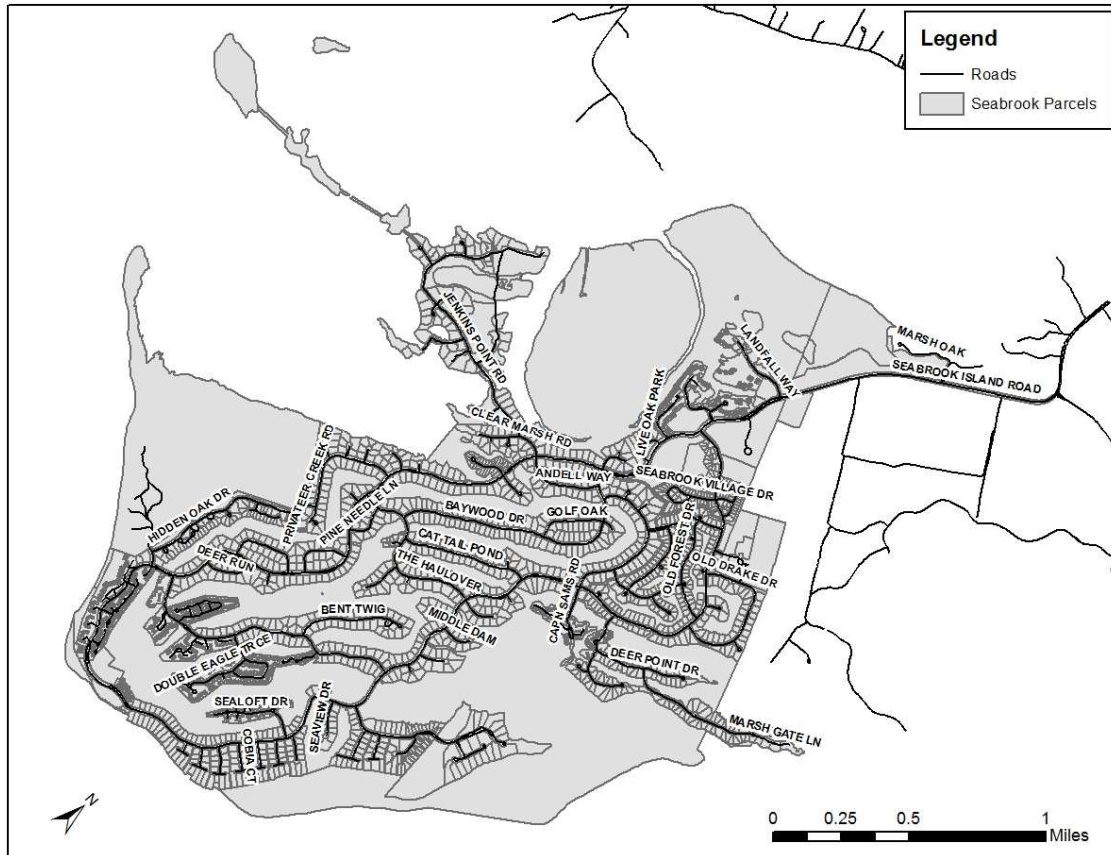 Legend
Roads
Seabrook Parcels
MARSH OAK
SEABROOK ISLAND ROAD
LANDFALL WAY
JENKINS POINT RD
LIVE OAK PARK
CLEAR MARSH RD
ANDELL WAY
SEABROOK VILLAGE DR
PRIVATEER CREEK RD
PINE NEEDLE LN
HIDDEN OAK DR
BAYWOOD DR
GOLF OAK
OLD FOREST DR
CAT TAIL POND
DEER RUN
THE HAULOVER
OLD DRAKE DR
CAP'N SAMS RD
BENT TWIG
MIDDLE DAM
DOUBLE EAGLE TRCE
DEER POINT DR
SEALOFT DR
SEAVIEW DR
COBIA CT
MARSH GATE LN
N
0 0.25 0.5 1
Miles